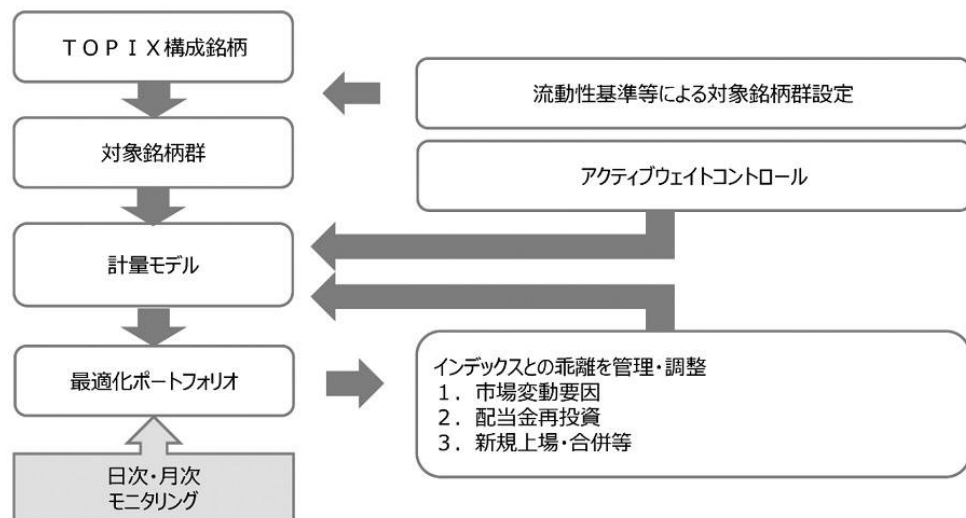 ＴＯＰＩＸ構成銘柄
流動性基準等による対象銘柄群設定
対象銘柄群
アクティブウェイトコントロール
計量モデル
最適化ポートフォリオ
インデックスとの乖離を管理・調整
１．市場変動要因
２．配当金再投資
３．新規上場・合併等
日次・月次
モニタリング